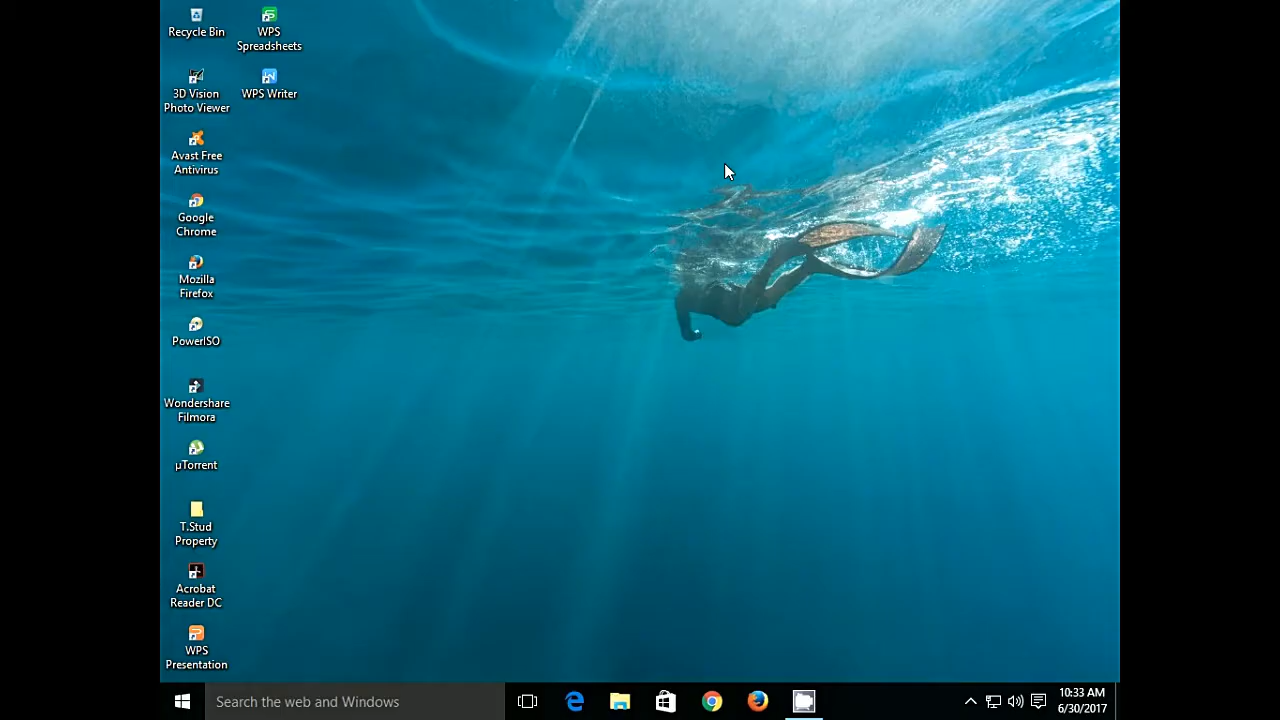 Recycle Bin
WPS
Spreadsheets
3D Vision
Photo Viewer
WPS Writer
Avast Free
Antivirus
Google
Chrome
Mozilla
Firefox
PowerISO
Wondershare
Filmora
µTorrent
T.Stud
Property
Acrobat
Reader DC
WPS
Presentation
Search the web and Windows
10:33 AM
6/30/2017